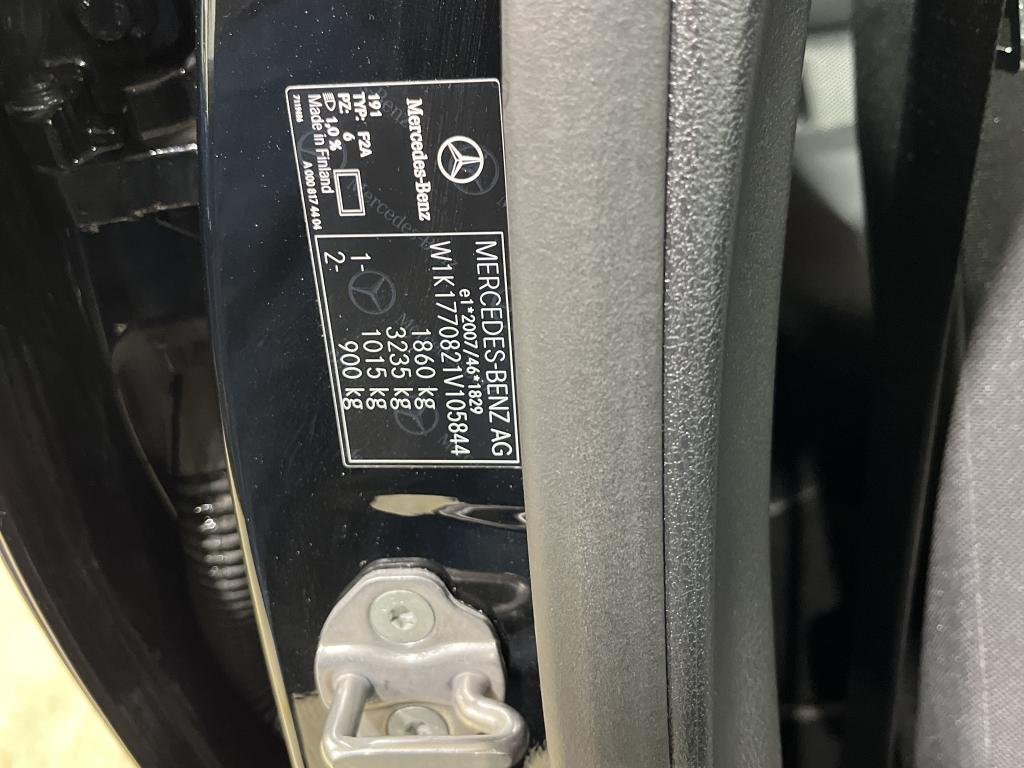 Mercedes-Benz
191
TYP: F2A
PZ: 6
1,0 %
Made in Finland
A 000 817 44 04
MERCEDES-BENZ AG
e1*2007/46*1829
W1K1770821V105844
1860 kg
3235 kg
1- 1015 kg
2- 900 kg